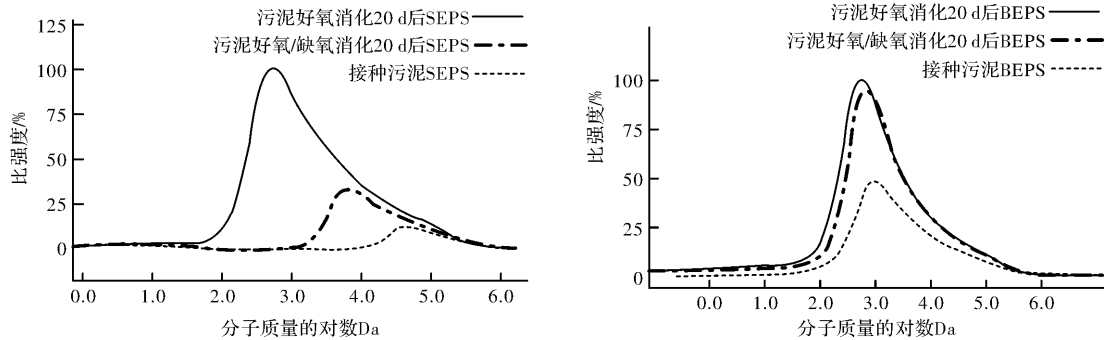 污泥好氧消化20 d后SEPS
污泥好氧/缺氧消化20 d后SEPS
接种污泥SEPS
比强度/%
125
100
75
50
25
0
0.0 1.0 2.0 3.0 4.0 5.0 6.0
分子质量的对数Da
污泥好氧消化20 d后BEPS
污泥好氧/缺氧消化20 d后BEPS
接种污泥BEPS
比强度/%
100
75
50
25
0
0.0 1.0 2.0 3.0 4.0 5.0 6.0
分子质量的对数Da